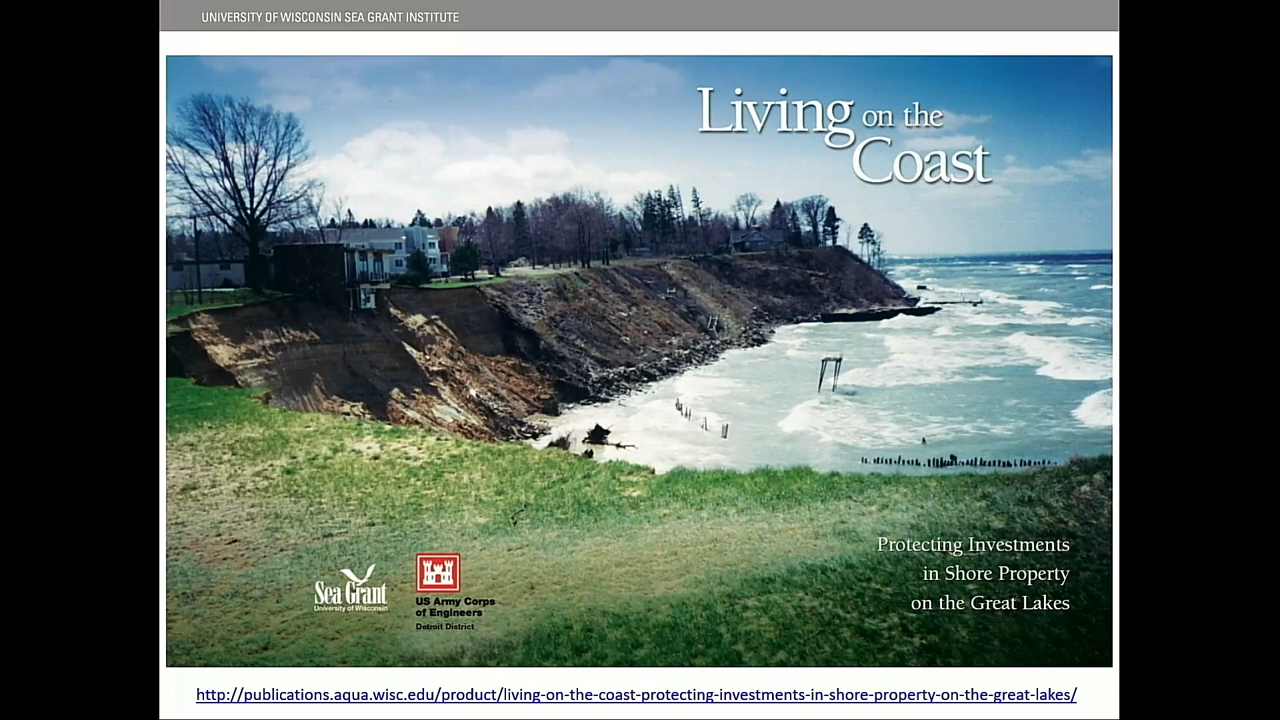 UNIVERSITY OF WISCONSIN SEA GRANT INSTITUTE
Living on the
Coast
Protecting Investments
in Shore Property
on the Great Lakes
Sea Grant
University of Wisconsin
US Army Corps
of Engineers
Detroit District
http://publications.aqua.wisc.edu/product/living-on-the-coast-protecting-investments-in-shore-property-on-the-great-lakes/